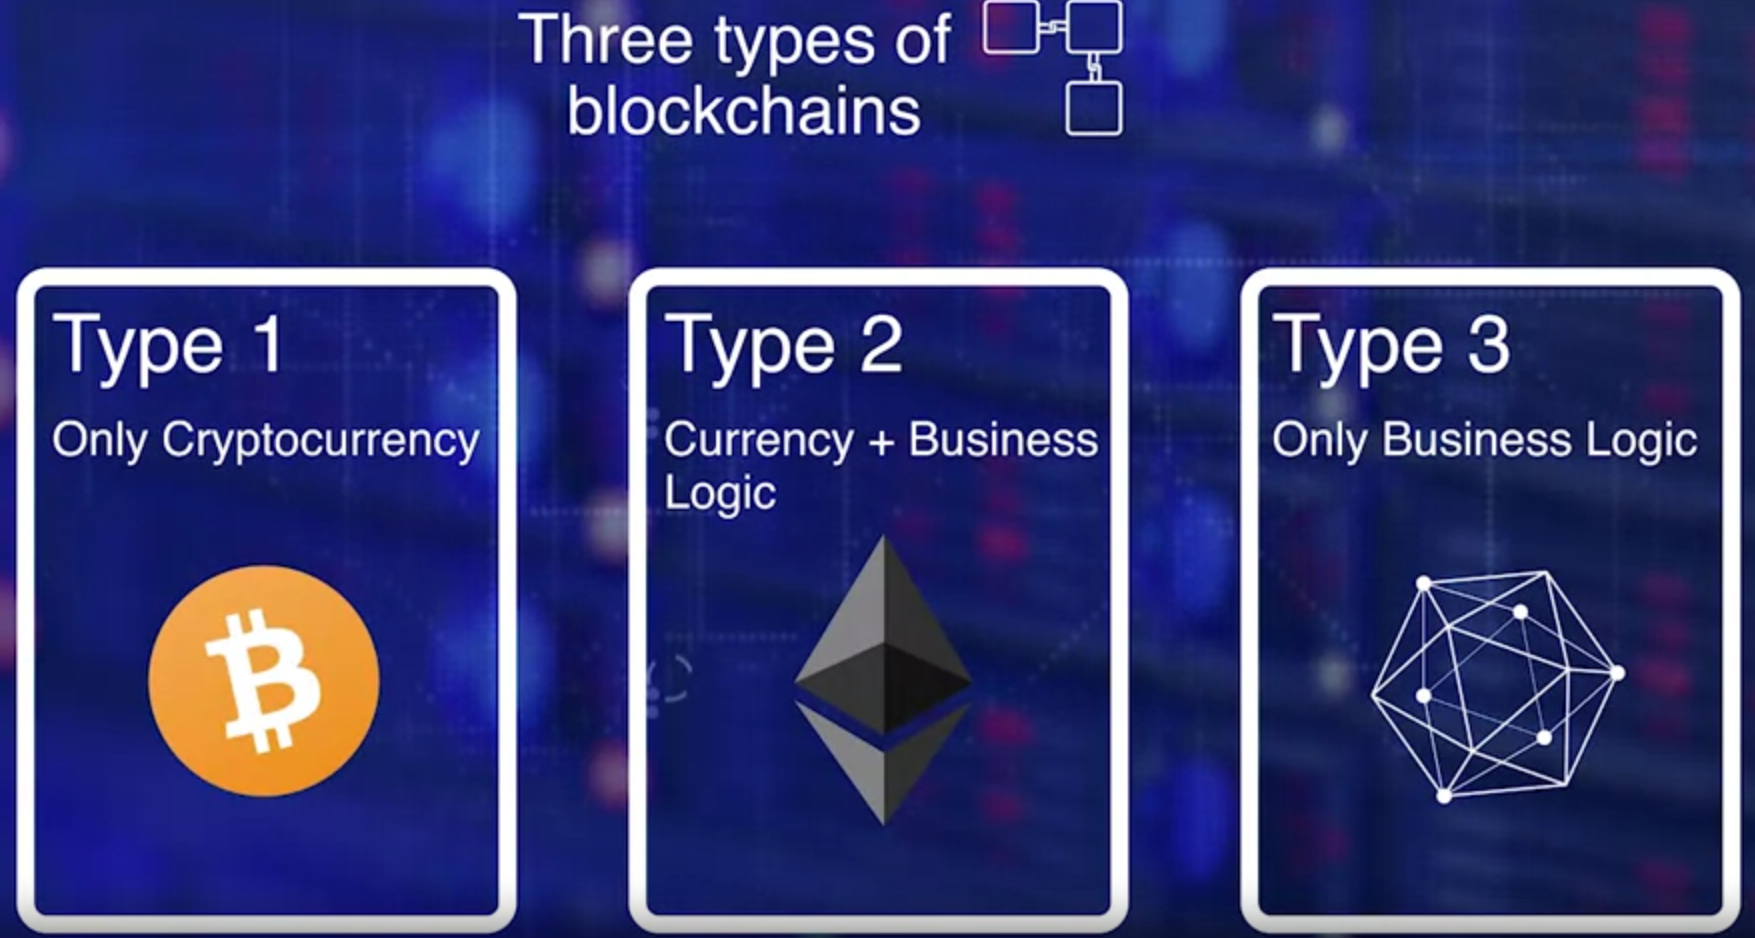 Three types of
blockchains
Type 1
Only Cryptocurrency
Type 2
Currency + Business
Logic
Type 3
Only Business Logic